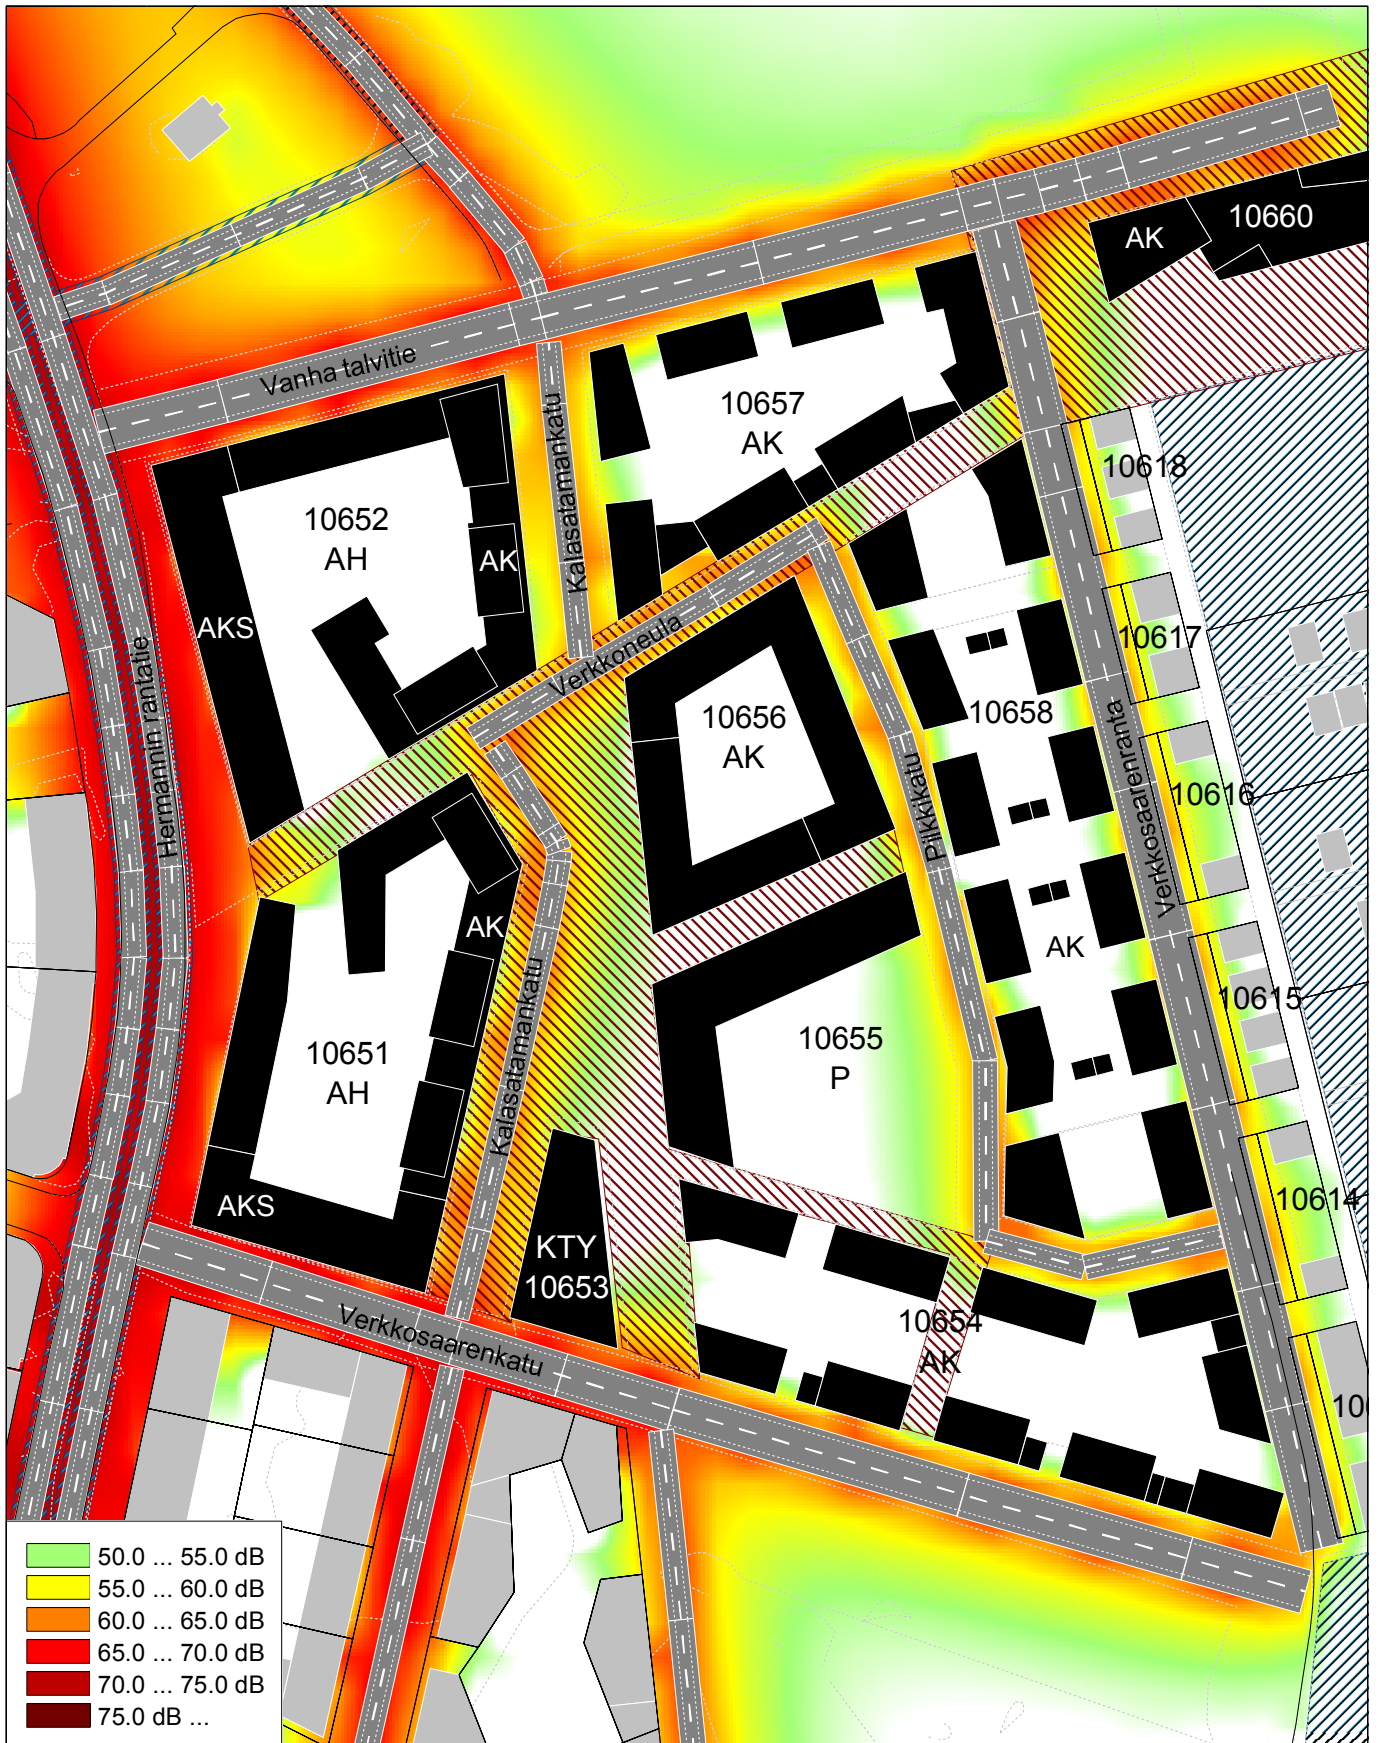 10660
AK
Vanha talvitie
10657
AK
Kalasatamankatu
10618
10652
AH
AK
AKS
10617
Verkkoneula
Hermannin rantatie
10656
AK
10658
Pilkkikatu
Verkkosaarenranta
10616
AK
AK
10615
Kalasatamankatu
10651
AH
10655
P
AKS
10614
KTY
10653
10654
AK
Verkkosaarenkatu
50.0 ... 55.0 dB
55.0 ... 60.0 dB
60.0 ... 65.0 dB
65.0 ... 70.0 dB
70.0 ... 75.0 dB
75.0 dB ...